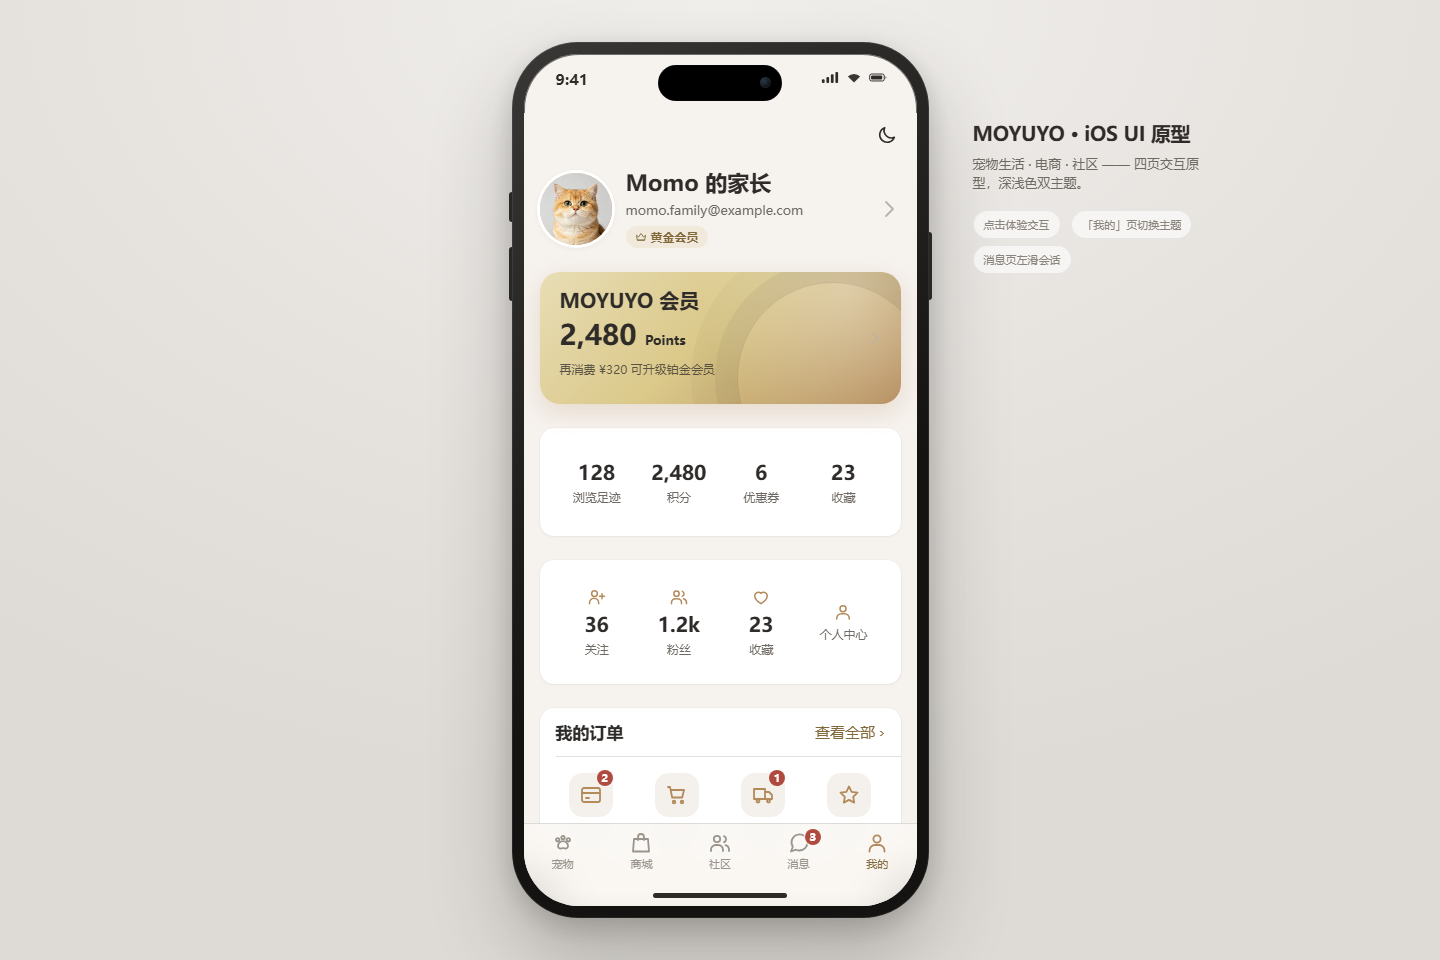 9:41
Momo 的家长
momo.family@example.com
黄金会员
MOYUYO 会员
2,480 Points
再消费 ¥320 可升级铂金会员
128 2,480 6 23
浏览足迹 积分 优惠券 收藏
36 1.2k 23
关注 粉丝 收藏 个人中心
我的订单 查看全部 ›
2 1
3
宠物 商城 社区 消息 我的
MOYUYO • iOS UI 原型
宠物生活 · 电商 · 社区 —— 四页交互原
型，深浅色双主题。
点击体验交互 「我的」页切换主题
消息页左滑会话